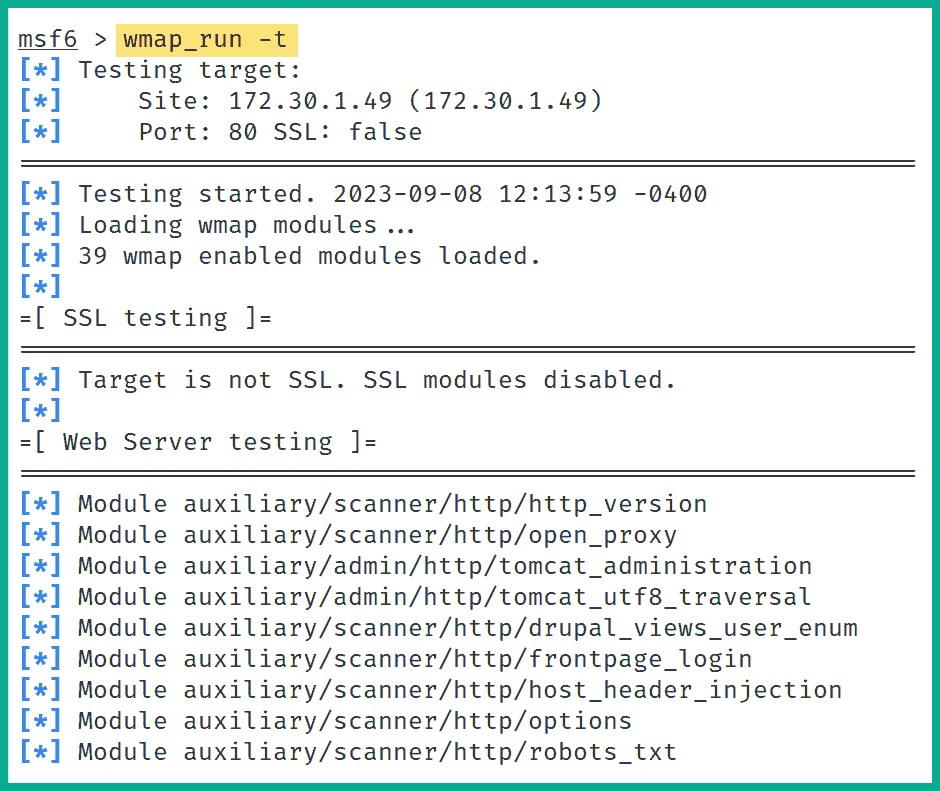 msf6 > wmap_run -t
[*] Testing target:
[*]     Site: 172.30.1.49 (172.30.1.49)
[*]     Port: 80 SSL: false
============================================================
[*] Testing started. 2023-09-08 12:13:59 -0400
[*] Loading wmap modules...
[*] 39 wmap enabled modules loaded.
[*]
=[ SSL testing ]=
============================================================
[*] Target is not SSL. SSL modules disabled.
[*]
=[ Web Server testing ]=
============================================================
[*] Module auxiliary/scanner/http/http_version
[*] Module auxiliary/scanner/http/open_proxy
[*] Module auxiliary/admin/http/tomcat_administration
[*] Module auxiliary/admin/http/tomcat_utf8_traversal
[*] Module auxiliary/scanner/http/drupal_views_user_enum
[*] Module auxiliary/scanner/http/frontpage_login
[*] Module auxiliary/scanner/http/host_header_injection
[*] Module auxiliary/scanner/http/options
[*] Module auxiliary/scanner/http/robots_txt